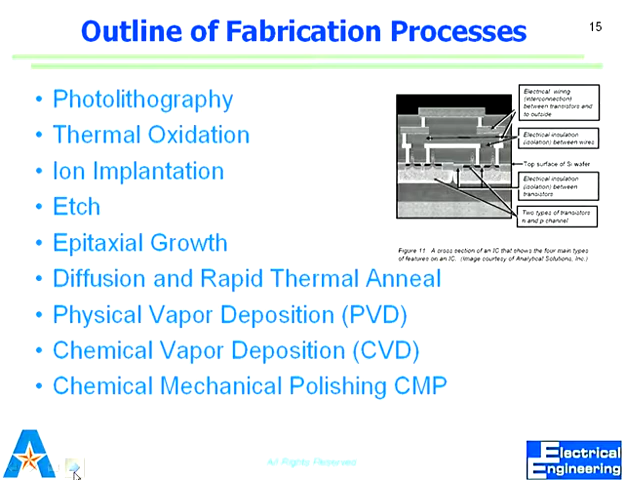 Outline of Fabrication Processes
15
• Photolithography
• Thermal Oxidation
• Ion Implantation
• Etch
• Epitaxial Growth
• Diffusion and Rapid Thermal Anneal
• Physical Vapor Deposition (PVD)
• Chemical Vapor Deposition (CVD)
• Chemical Mechanical Polishing CMP
Electrical wiring
(interconnection)
between transistors and
to outside
Electrical insulation
(isolation) between wires
Top surface of Si wafer
Electrical insulation
(isolation) between
transistors
Two types of transistors
n and p channel
Figure 11. A cross section of an IC that shows the four main types
of features on an IC. (Image courtesy of Analytical Solutions, Inc.)
All Rights Reserved
Electrical
Engineering